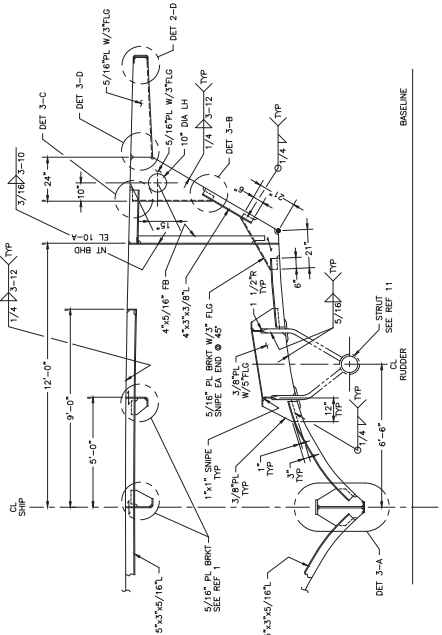 CL
SHIP
5"x3"x5/16"L
5'-0"
9'-0"
12'-0"
1/4 3-12
TYP
3/16 3-10
EL 10-A
NT BHD
10"
24"
15"
DET 3-C
DET 3-D
5/16"PL W/3"FLG
DET 2-D
5/16"PL W/3"FLG
10" DIA LH
1/4 3-12
TYP
DET 3-B
4"x5/16" FB
4"x3"x3/8"L
5/16" PL BRKT W/3" FLG
SNIPE EA END @ 45°
5/16" PL BRKT
SEE REF 1
1"x1" SNIPE
TYP
3/8"PL
TYP
3/8"PL
W/5"FLG
1 1/2"R
TYP
6"
21"
6"
21"
1/4
TYP
5/16
TYP
1"
3"
TYP
12"
TYP
1/4
TYP
6'-6"
STRUT
SEE REF 11
CL
RUDDER
DET 3-A
"x3"x5/16"L
BASELINE